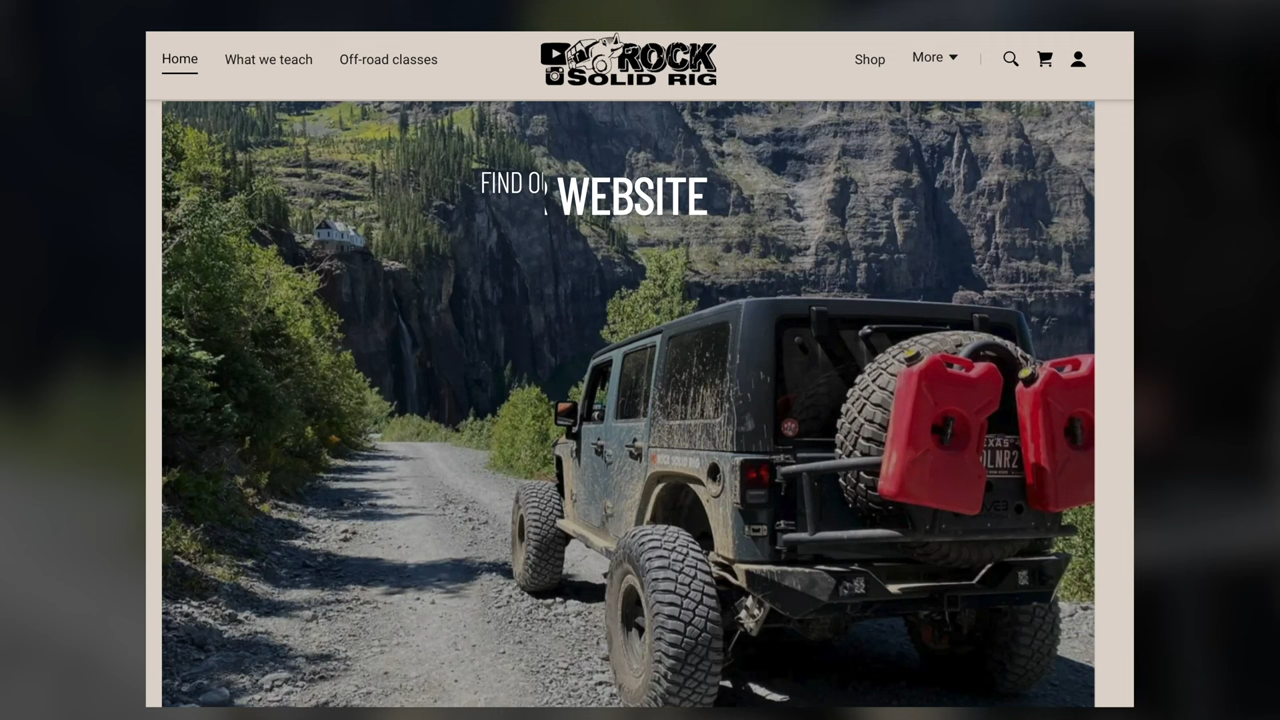 Home
What we teach
Off-road classes
ROCK
SOLID RIG
Shop
More
FIND
WEBSITE
TEXAS